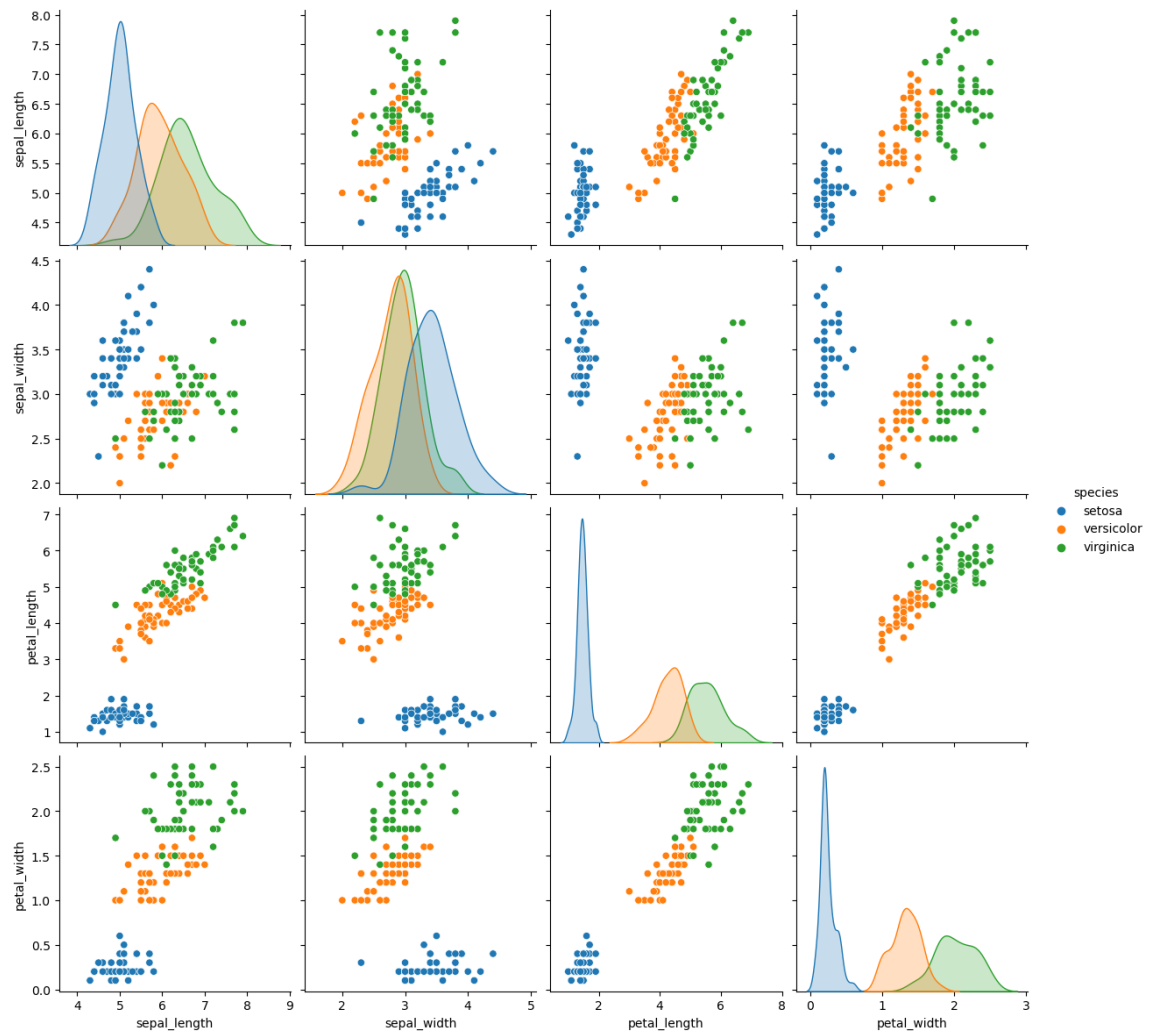 8.0
7.5
7.0
6.5
6.0
5.5
5.0
4.5
sepal_length
4.5
4.0
3.5
3.0
2.5
2.0
sepal_width
species
setosa
versicolor
virginica
7
6
5
4
3
2
1
petal_length
2.5
2.0
1.5
1.0
0.5
0.0
petal_width
4 5 6 7 8 9
sepal_length
2 3 4 5
sepal_width
2 4 6 8
petal_length
0 1 2 3
petal_width